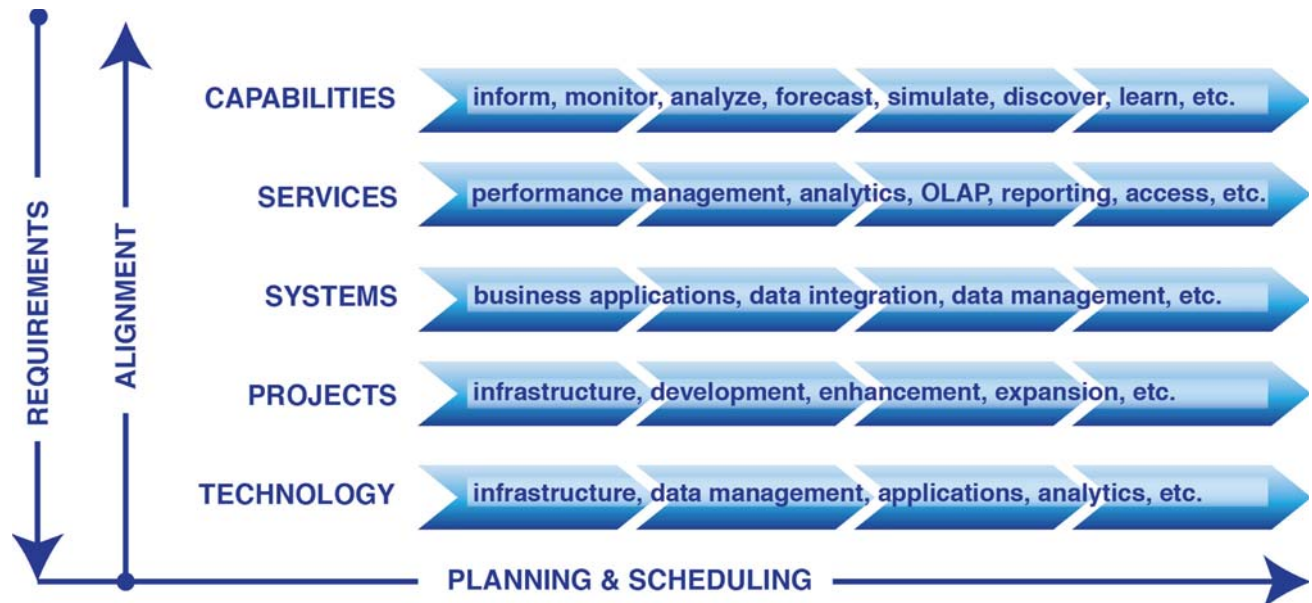 REQUIREMENTS
ALIGNMENT
CAPABILITIES
inform, monitor, analyze, forecast, simulate, discover, learn, etc.
SERVICES
performance management, analytics, OLAP, reporting, access, etc.
SYSTEMS
business applications, data integration, data management, etc.
PROJECTS
infrastructure, development, enhancement, expansion, etc.
TECHNOLOGY
infrastructure, data management, applications, analytics, etc.
PLANNING & SCHEDULING